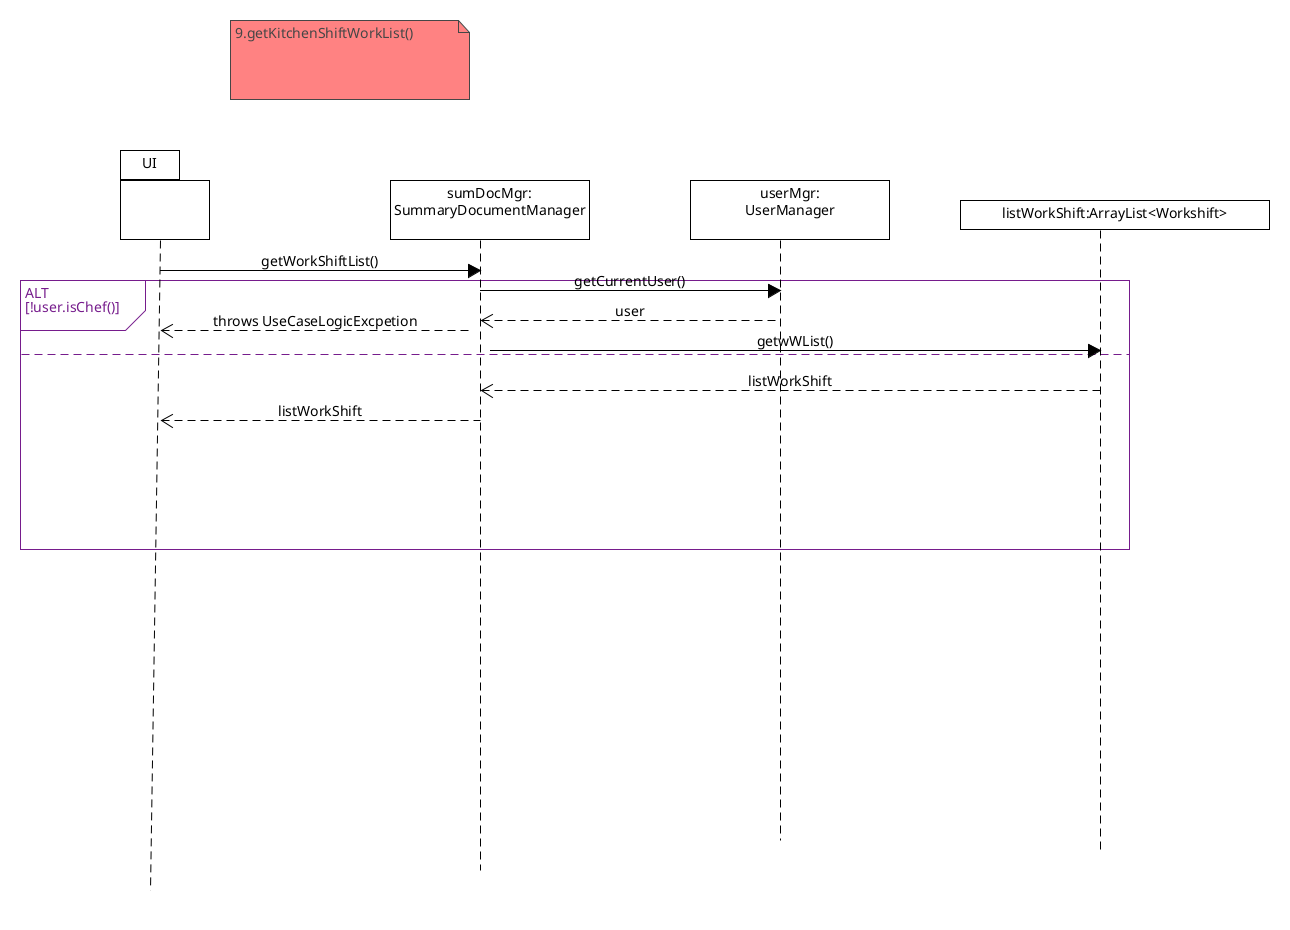 9.getKitchenShiftWorkList()
UI
sumDocMgr:
SummaryDocumentManager
userMgr:
UserManager
listWorkShift:ArrayList<Workshift>
getWorkShiftList()
getCurrentUser()
ALT
[!user.isChef()]
user
throws UseCaseLogicExcpetion
getwWList()
listWorkShift
listWorkShift